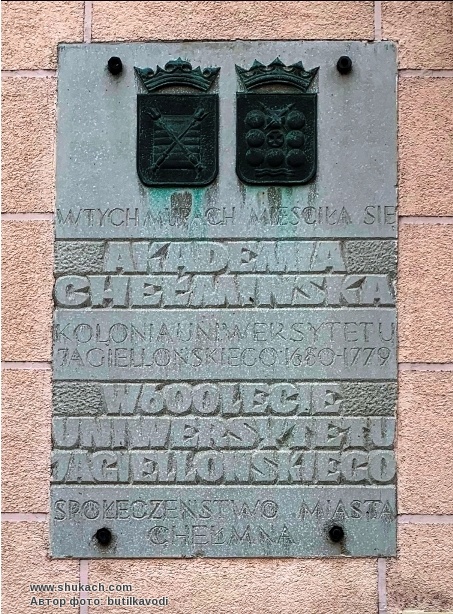 W TYCH MURACH MIEŚCIŁA SIĘ
AKADEMIA
CHEŁMIŃSKA
KOLONIA UNIWERSYTETU
JAGIELLOŃSKIEGO 1680-1779
W 600 LECIE
UNIWERSYTETU
JAGIELLOŃSKIEGO
SPOŁECZEŃSTWO MIASTA
CHEŁMNA
www.shukach.com
Автор фото: butilkavodi